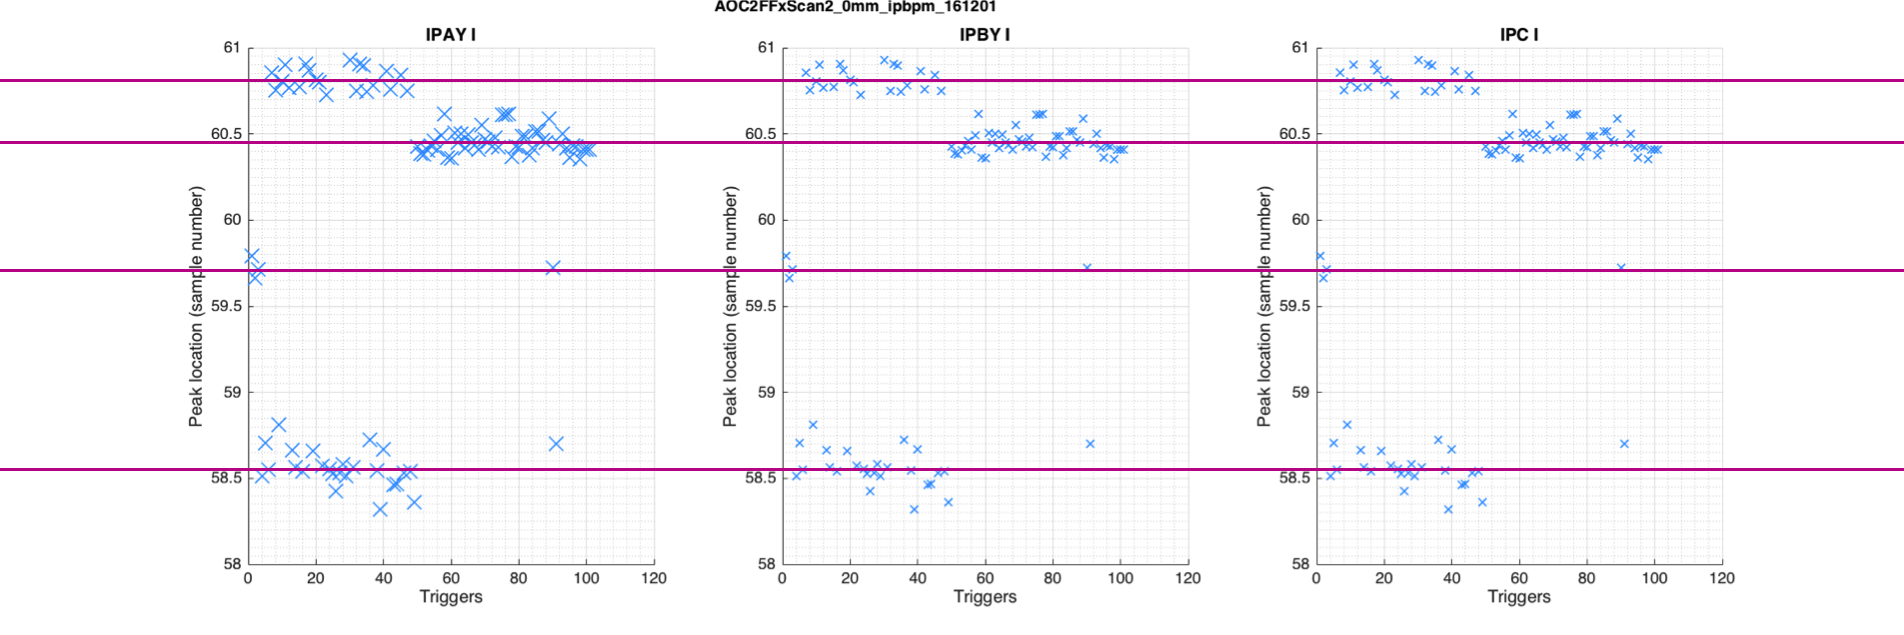 AOC2FFxScan2_0mm_ipbpm_161201
IPAY I
61
60.5
60
59.5
59
58.5
58
0 20 40 60 80 100 120
Peak location (sample number)
Triggers
IPBY I
61
60.5
60
59.5
59
58.5
58
0 20 40 60 80 100 120
Peak location (sample number)
Triggers
IPC I
61
60.5
60
59.5
59
58.5
58
0 20 40 60 80 100 120
Peak location (sample number)
Triggers